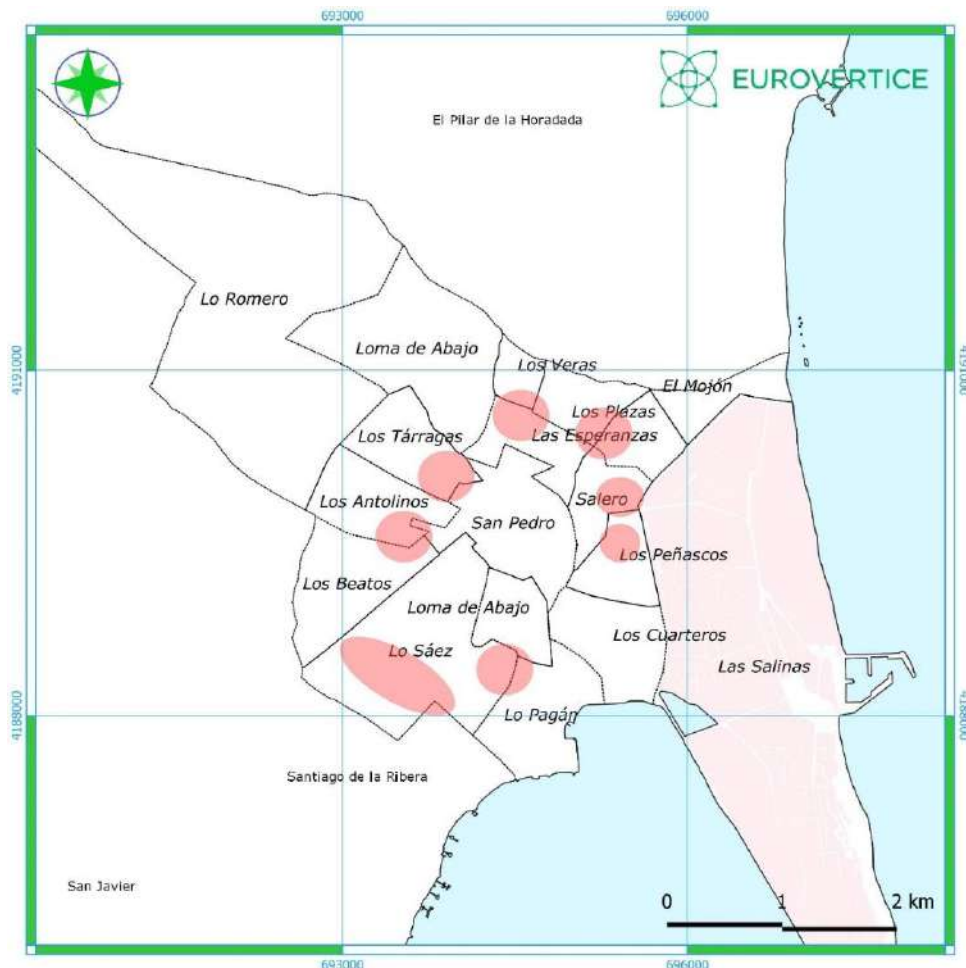 693000
696000
EUROVERTICE
El Pilar de la Horadada
Lo Romero
Loma de Abajo
Los Veras
4191000
4191000
El Mojón
Los Plazas
Los Tárragas
Las Esperanzas
Los Antolinos
Salero
San Pedro
Los Peñascos
Los Beatos
Loma de Abajo
Los Cuarteros
Lo Sáez
Las Salinas
Lo Pagán
4188000
4188000
Santiago de la Ribera
San Javier
0
1
2 km
693000
696000